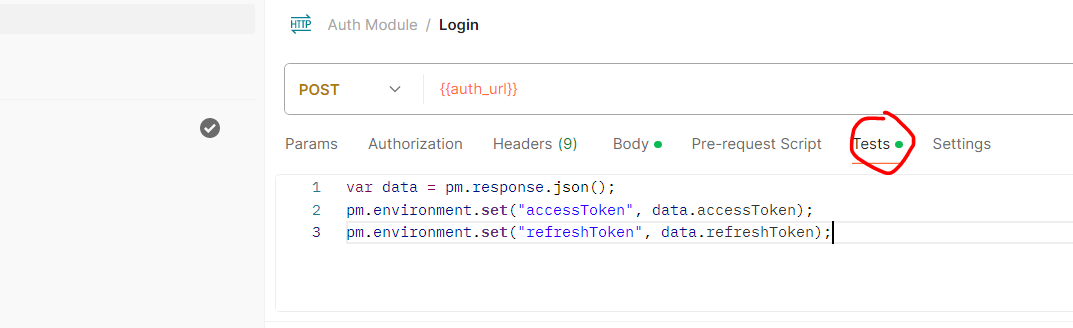 HTTP Auth Module / Login
POST {{auth_url}}
Params Authorization Headers (9) Body Pre-request Script Tests Settings
1 var data = pm.response.json();
2 pm.environment.set("accessToken", data.accessToken);
3 pm.environment.set("refreshToken", data.refreshToken);